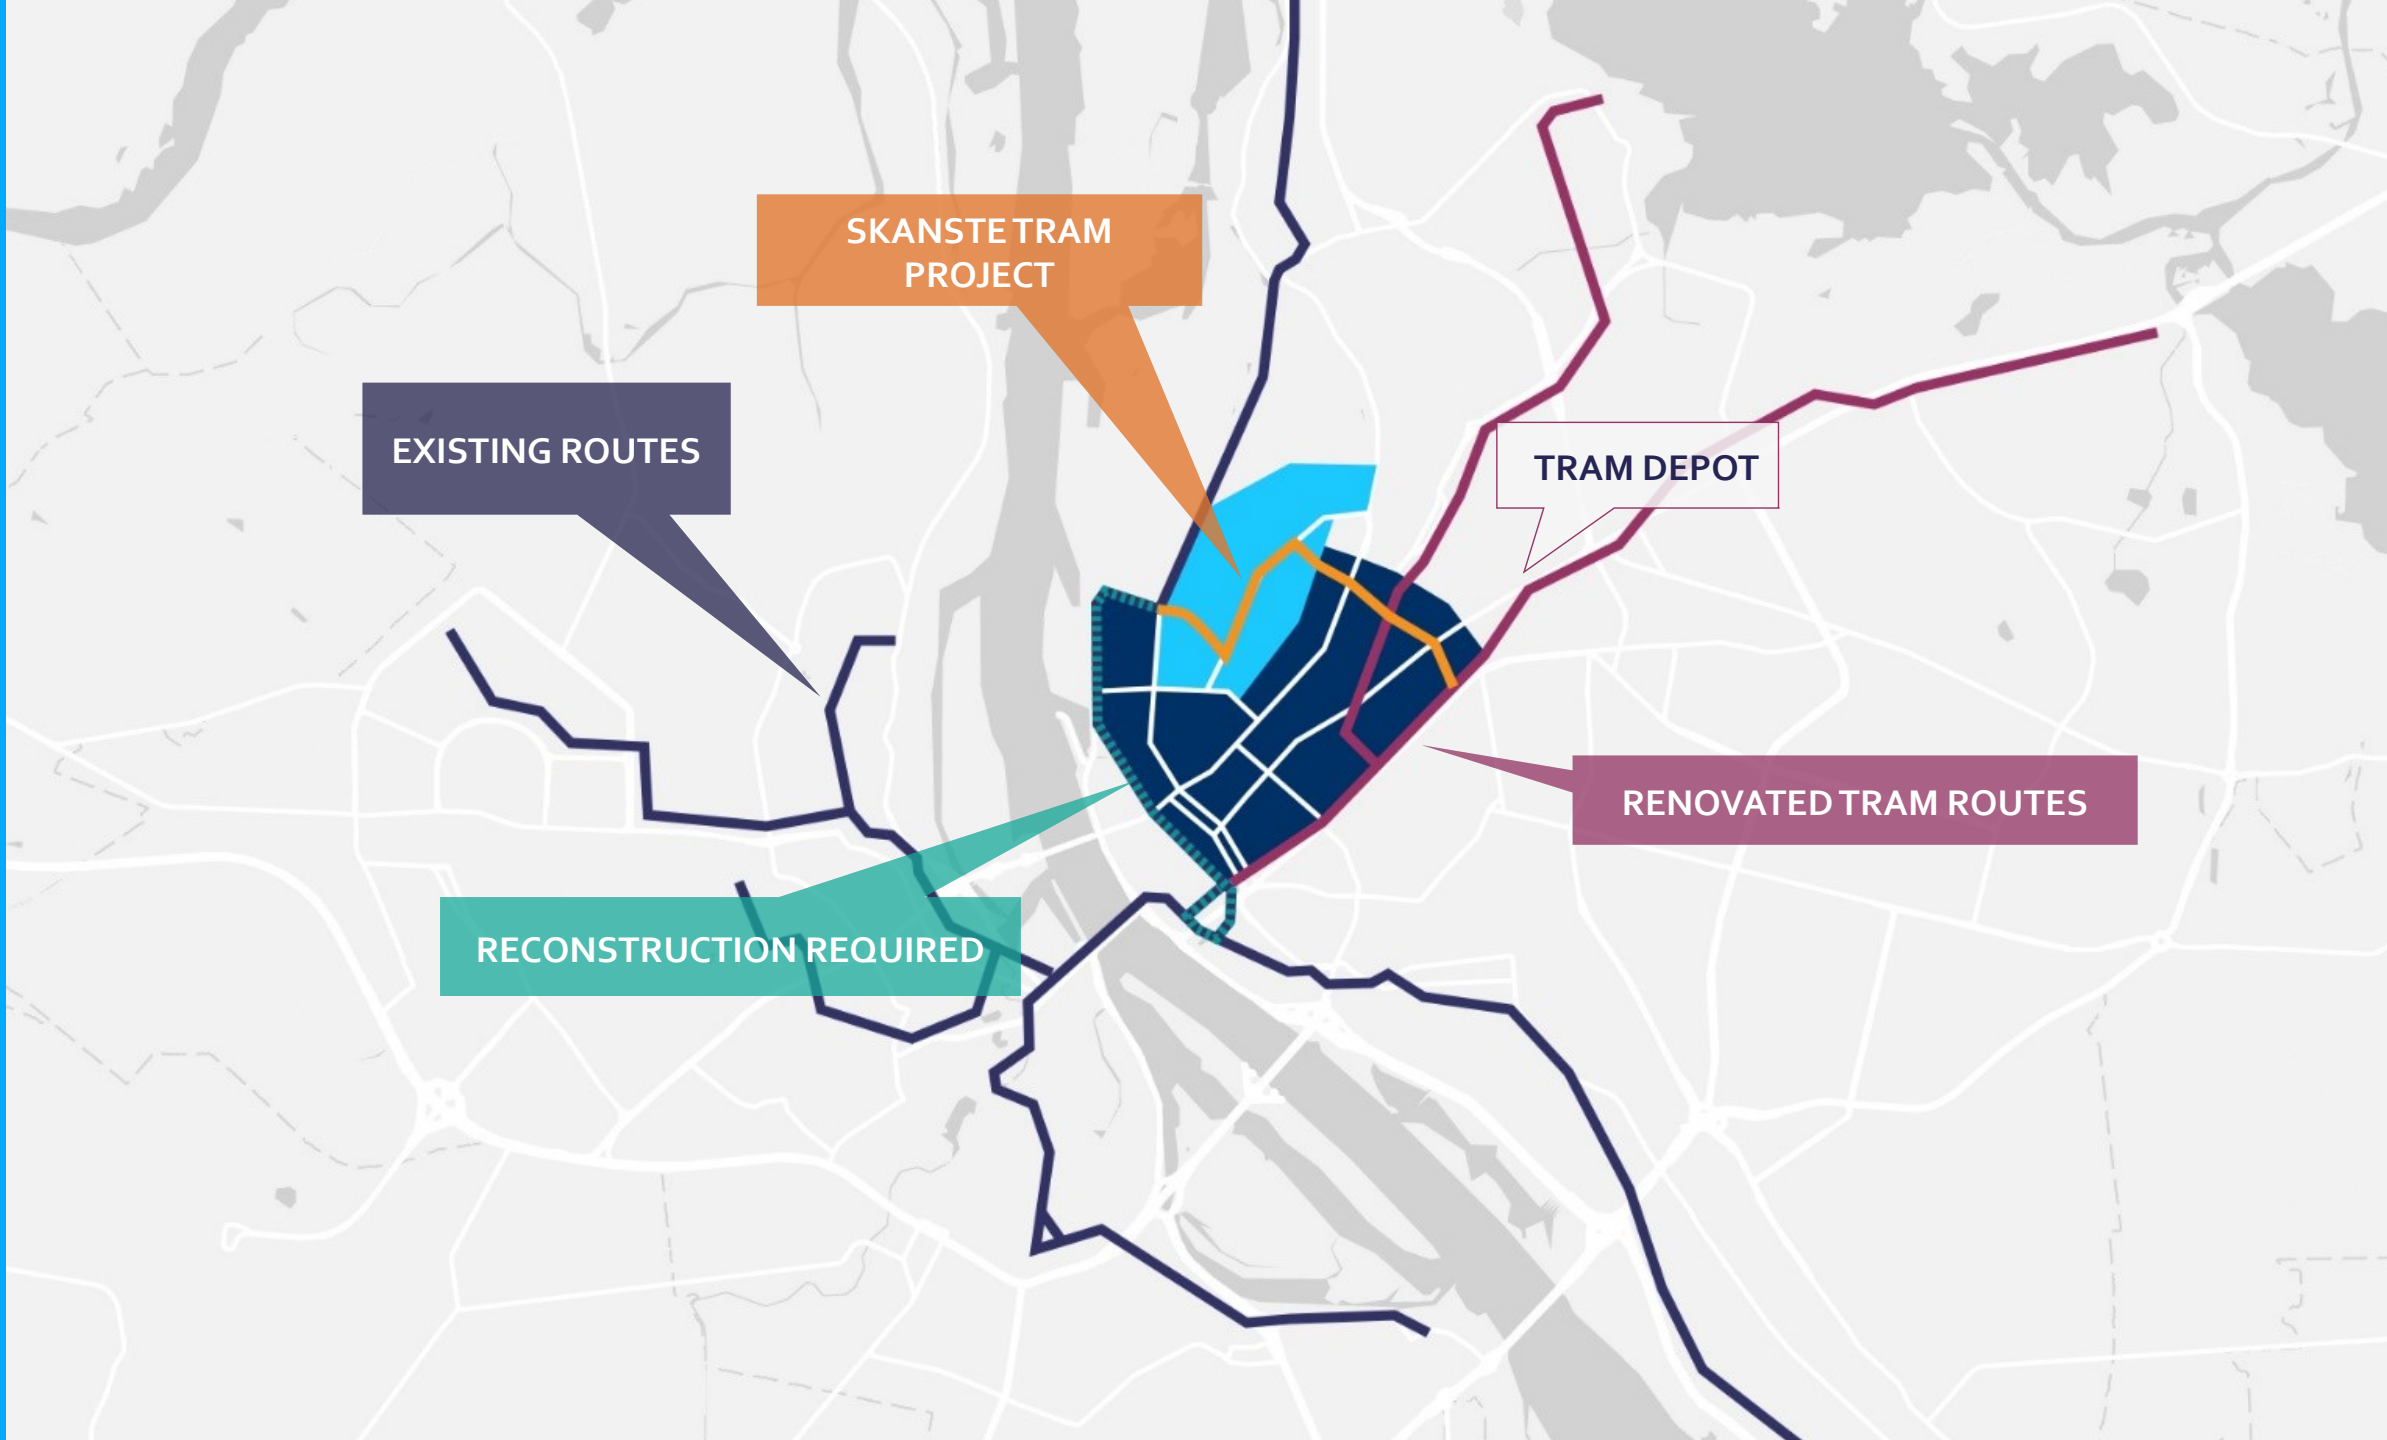 SKANSTE TRAM
PROJECT
EXISTING ROUTES
TRAM DEPOT
RENOVATED TRAM ROUTES
RECONSTRUCTION REQUIRED